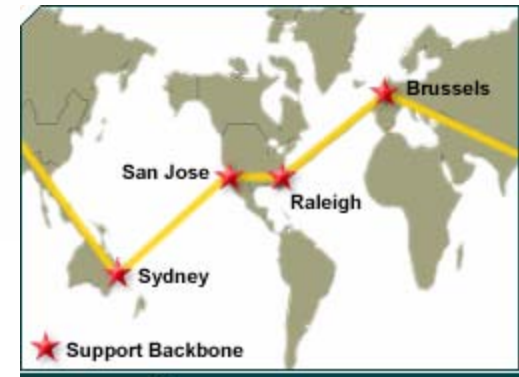 Brussels
San Jose
Raleigh
Sydney
Support Backbone